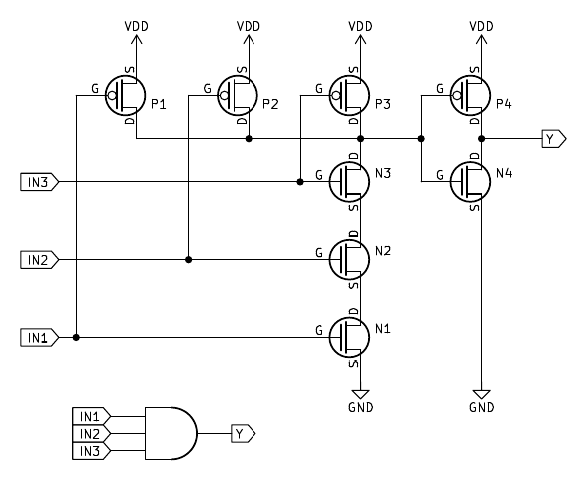 VDD VDD VDD VDD
S S S S
G P1 G P2 G P3 G P4
D D D D
Y
D D
IN3 G N3 G N4
S S
D
IN2 G N2
S
D
IN1 G N1
S
GND GND
IN1
IN2 Y
IN3